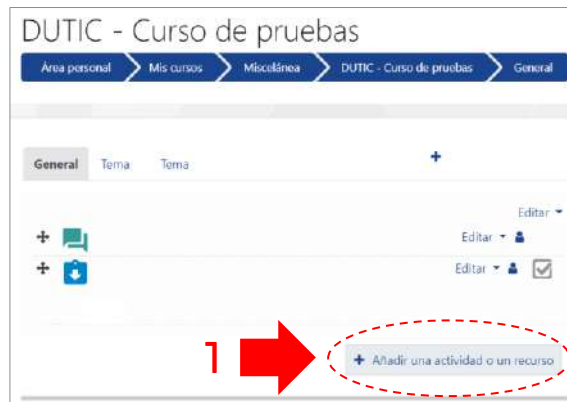 DUTIC - Curso de pruebas
Área personal Mis cursos Miscelánea DUTIC - Curso de pruebas General
General Tema Tema +
Editar
Editar
Editar
1 + Añadir una actividad o un recurso